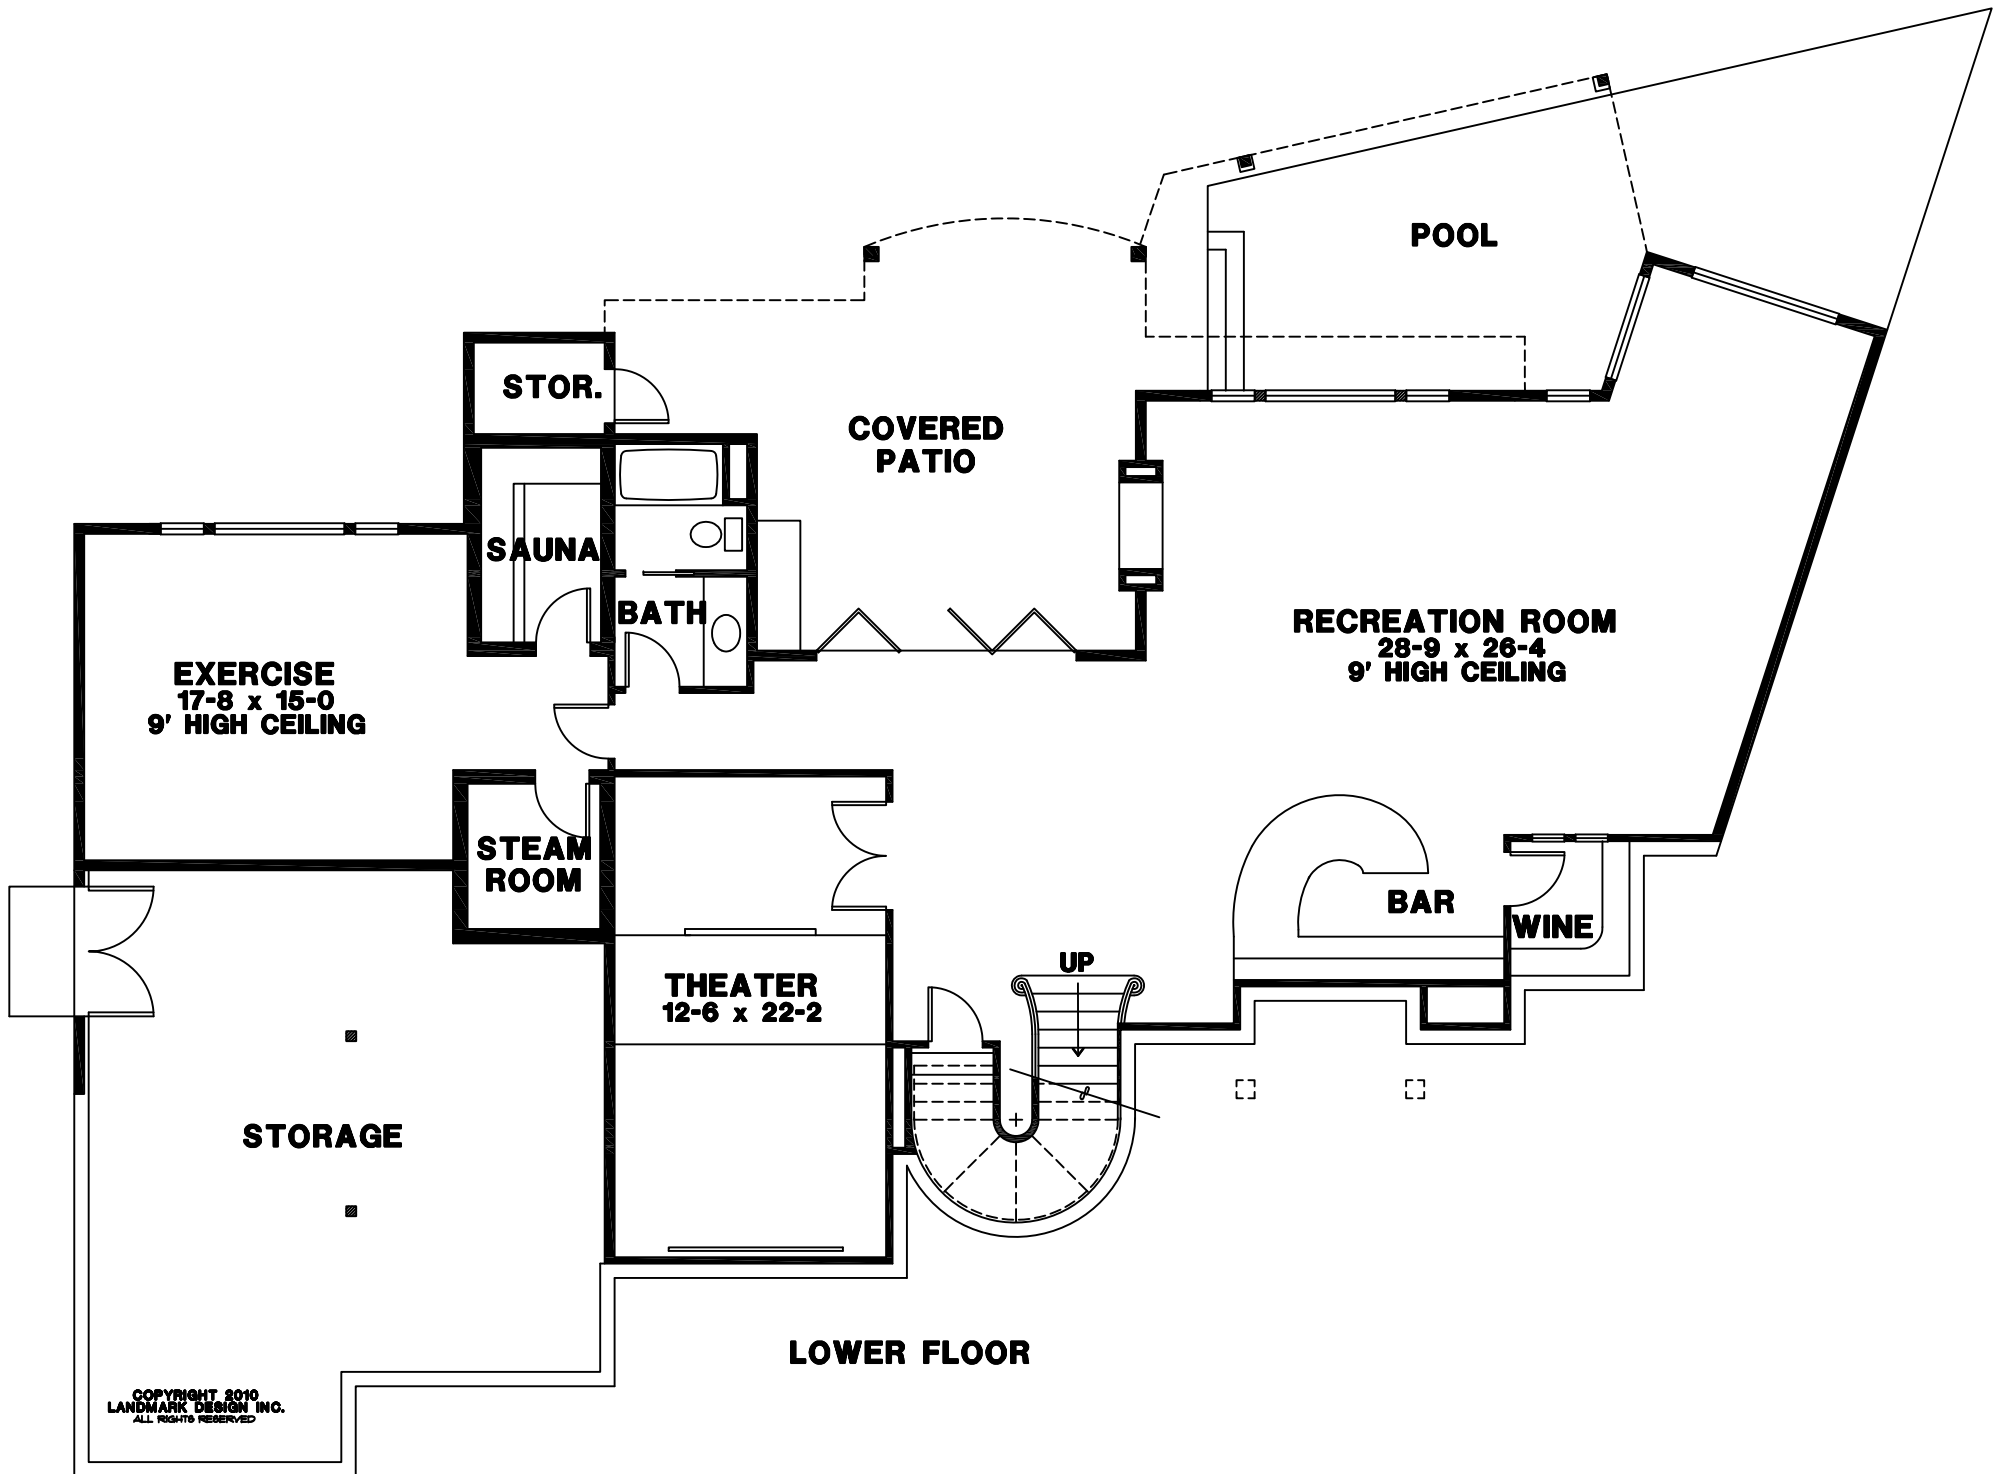 POOL
STOR.
COVERED
PATIO
SAUNA
BATH
RECREATION ROOM
28-9 x 26-4
9' HIGH CEILING
EXERCISE
17-8 x 15-0
9' HIGH CEILING
STEAM
ROOM
BAR
WINE
UP
THEATER
12-6 x 22-2
STORAGE
LOWER FLOOR
COPYRIGHT 2010
LANDMARK DESIGN INC.
ALL RIGHTS RESERVED